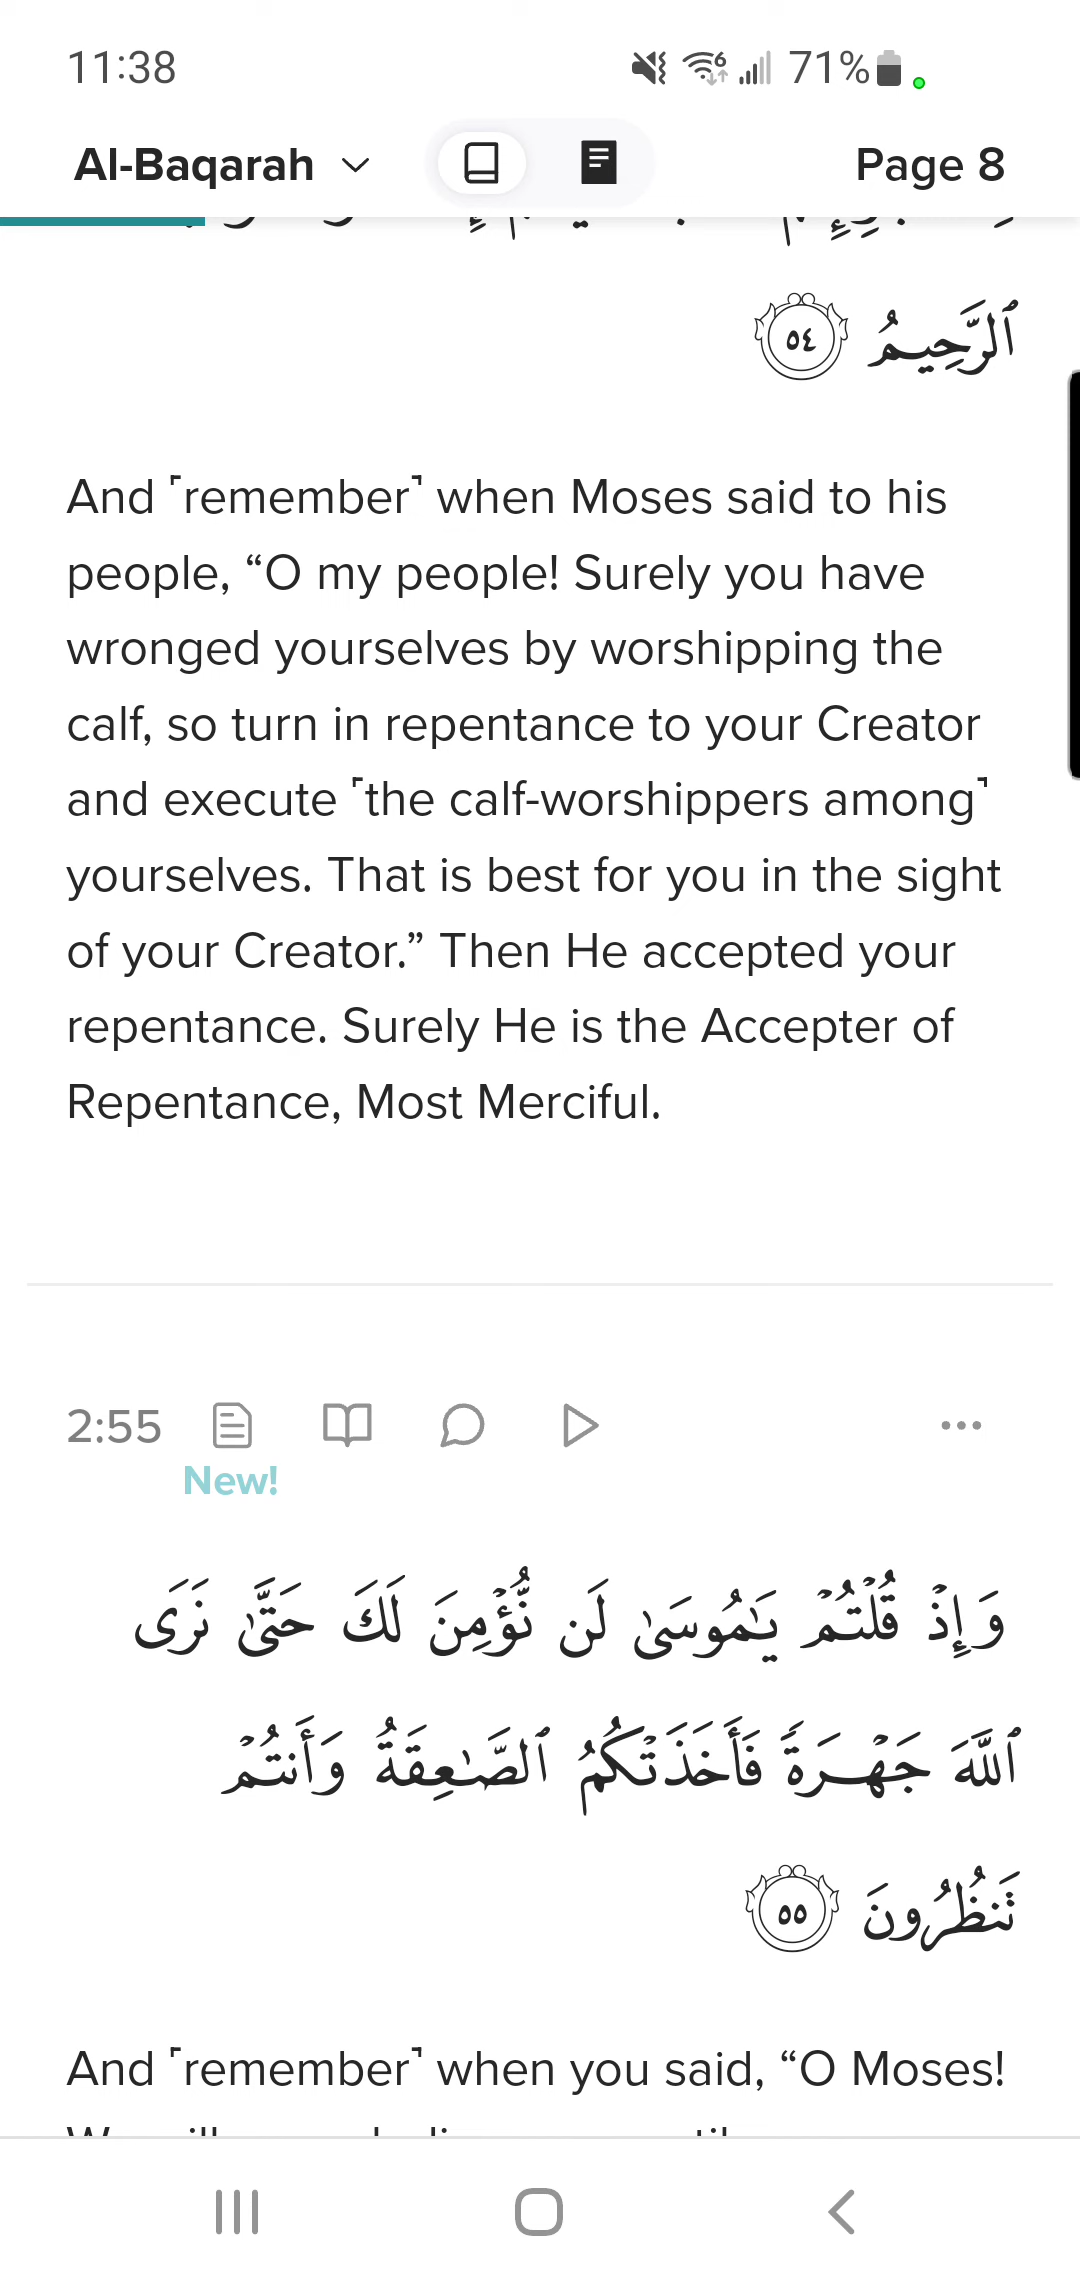 11:38 6 71%
Al-Baqarah Page 8
ٱلرَّحِيمُ ٥٤
And ⸢remember⸣ when Moses said to his
people, “O my people! Surely you have
wronged yourselves by worshipping the
calf, so turn in repentance to your Creator
and execute ⸢the calf-worshippers among⸣
yourselves. That is best for you in the sight
of your Creator.” Then He accepted your
repentance. Surely He is the Accepter of
Repentance, Most Merciful.
2:55
New!
وَإِذْ قُلْتُمْ يَـٰمُوسَىٰ لَن نُّؤْمِنَ لَكَ حَتَّىٰ نَرَى
ٱللَّهَ جَهْرَةًۭ فَأَخَذَتْكُمُ ٱلصَّـٰعِقَةُ وَأَنتُمْ
تَنظُرُونَ ٥٥
And ⸢remember⸣ when you said, “O Moses!